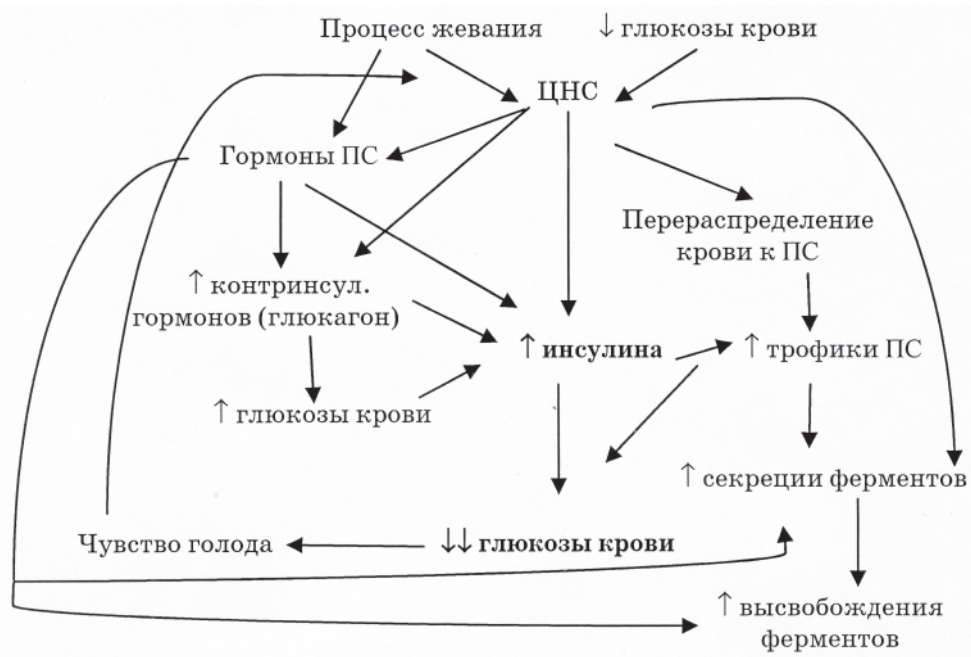 Процесс жевания
↓ глюкозы крови
ЦНС
Гормоны ПС
Перераспределение
крови к ПС
↑ контринсул.
гормонов (глюкагон)
↑ инсулина
↑ трофики ПС
↑ глюкозы крови
↑ секреции ферментов
Чувство голода
↓↓ глюкозы крови
↑ высвобождения
ферментов